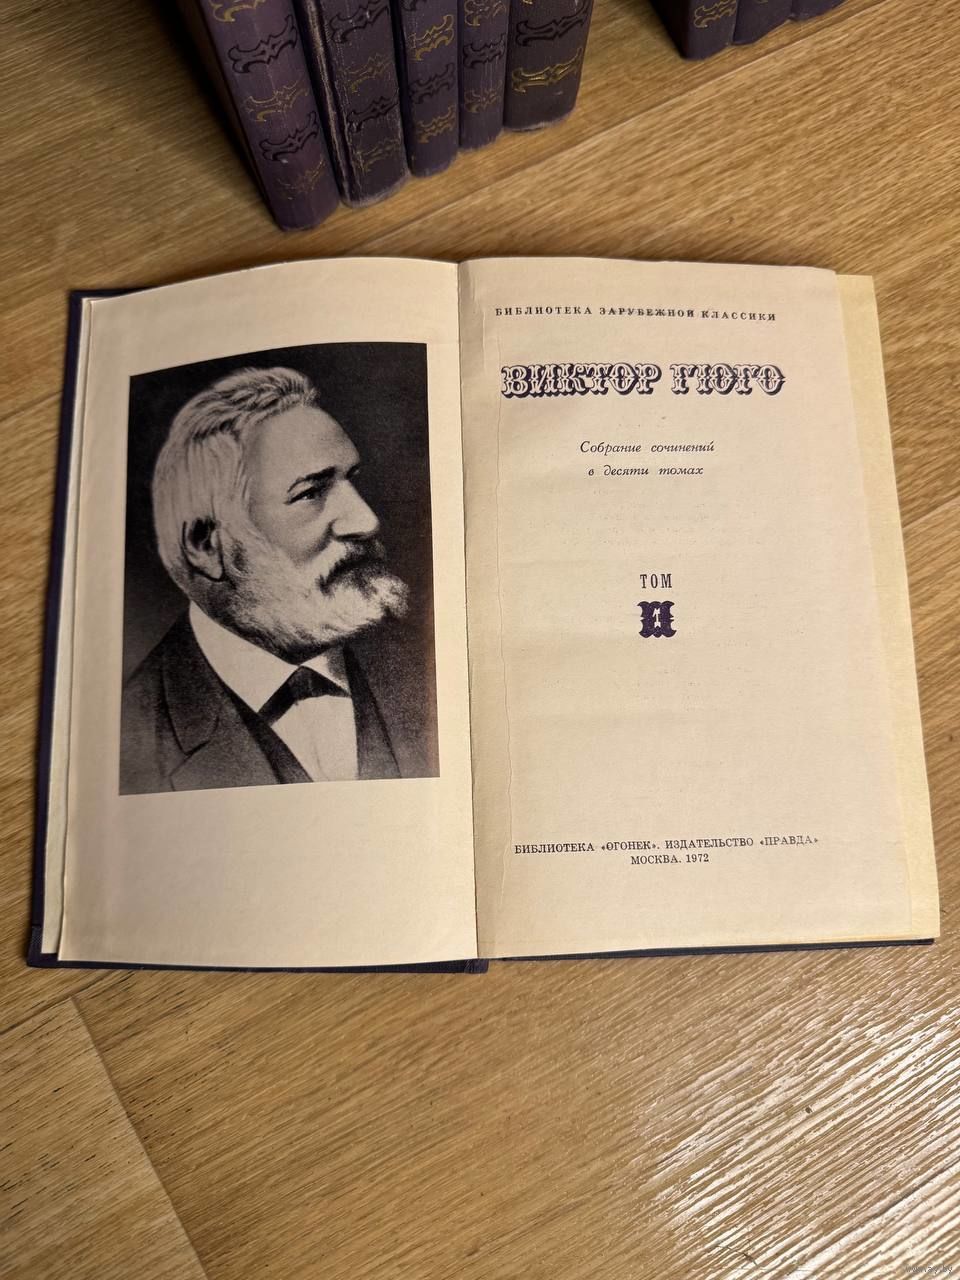 БИБЛИОТЕКА ЗАРУБЕЖНОЙ КЛАССИКИ
ВИКТОР ГЮГО
Собрание сочинений
в десяти томах
ТОМ
1
БИБЛИОТЕКА «ОГОНЕК». ИЗДАТЕЛЬСТВО «ПРАВДА»
МОСКВА. 1972